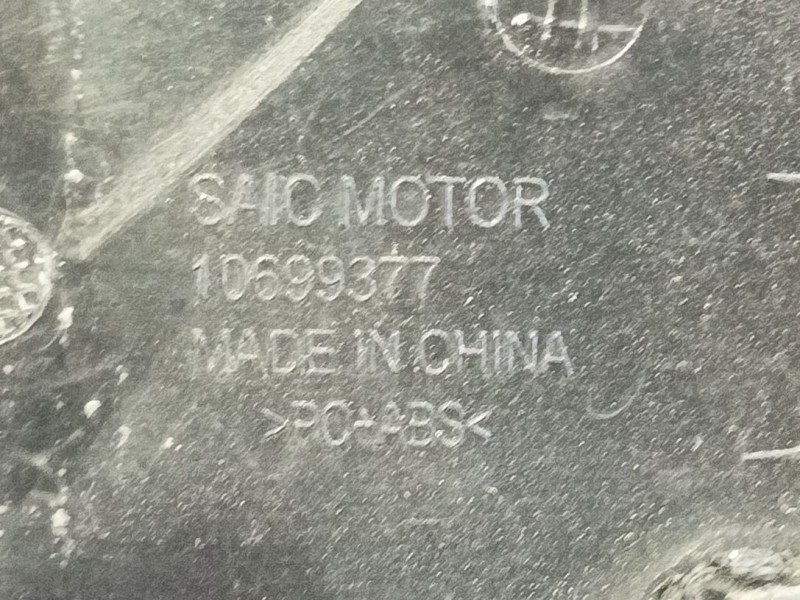 SAIC MOTOR
10699377
MADE IN CHINA
>PC+ABS<